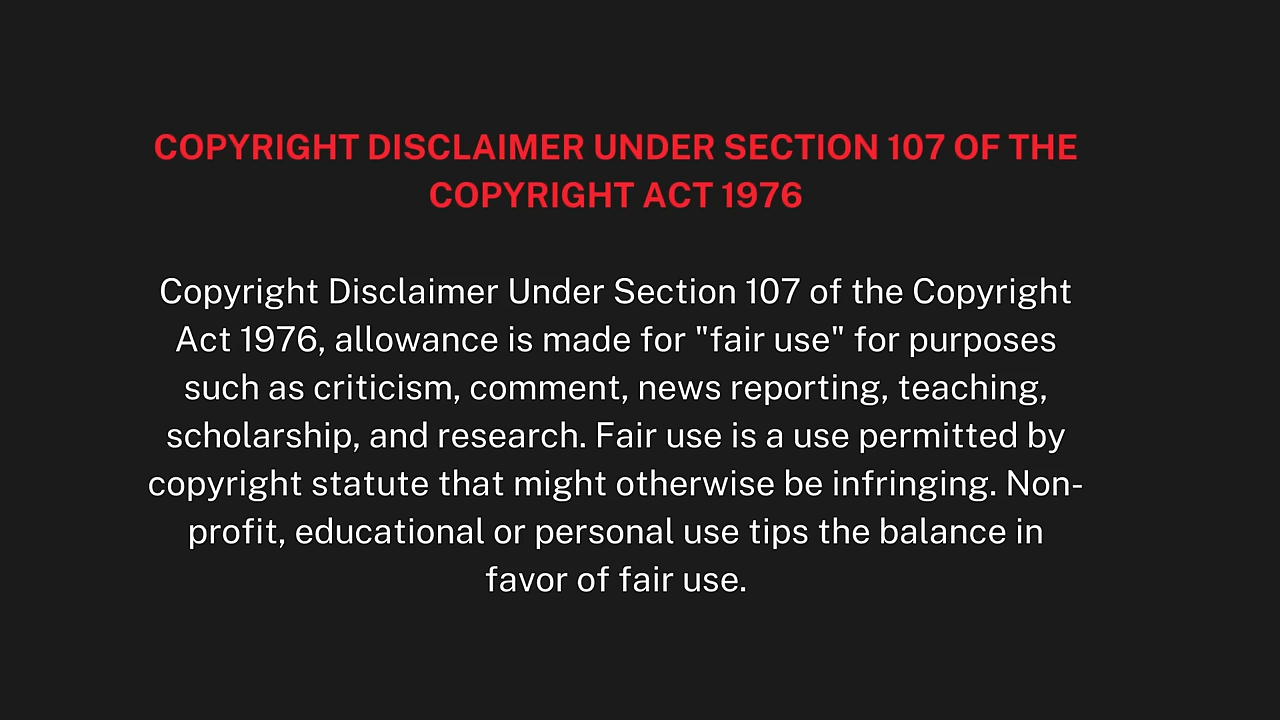 COPYRIGHT DISCLAIMER UNDER SECTION 107 OF THE
COPYRIGHT ACT 1976
Copyright Disclaimer Under Section 107 of the Copyright
Act 1976, allowance is made for "fair use" for purposes
such as criticism, comment, news reporting, teaching,
scholarship, and research. Fair use is a use permitted by
copyright statute that might otherwise be infringing. Non-
profit, educational or personal use tips the balance in
favor of fair use.